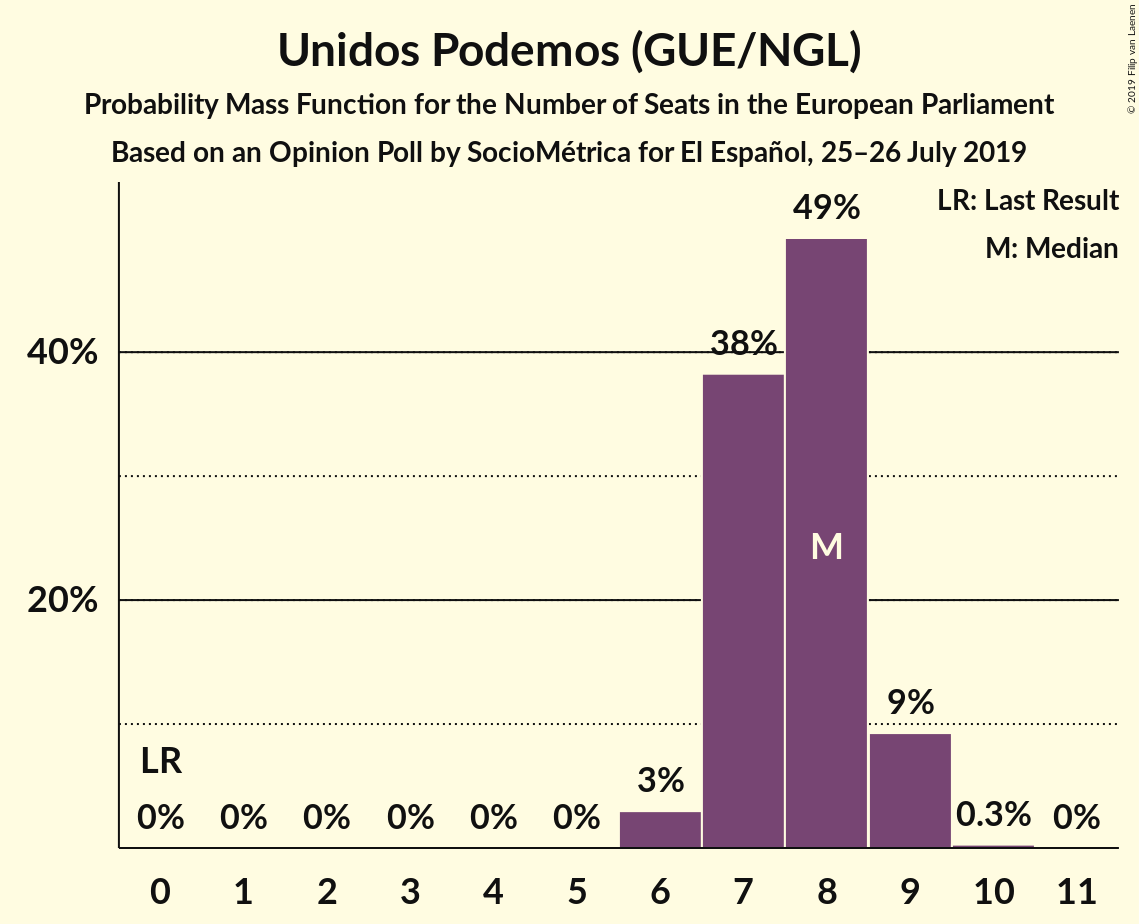 Unidos Podemos (GUE/NGL)
Probability Mass Function for the Number of Seats in the European Parliament
Based on an Opinion Poll by SocioMétrica for El Español, 25–26 July 2019
© 2019 Filip van Laenen
LR: Last Result
M: Median
49%
38%
40%
M
20%
9%
LR
3%
0% 0% 0% 0% 0% 0% 0.3% 0%
0 1 2 3 4 5 6 7 8 9 10 11